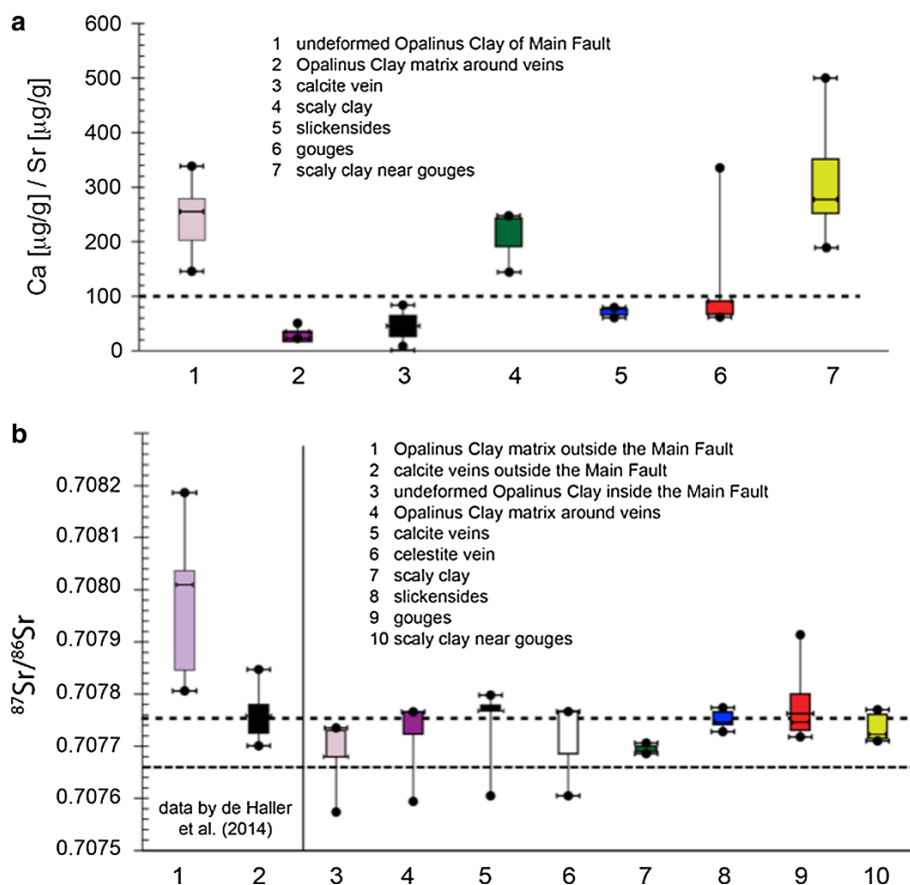 a
600
500
400
300
200
100
0
Ca [µg/g] / Sr [µg/g]
1 undeformed Opalinus Clay of Main Fault
2 Opalinus Clay matrix around veins
3 calcite vein
4 scaly clay
5 slickensides
6 gouges
7 scaly clay near gouges
1 2 3 4 5 6 7
b
0.7082
0.7081
0.7080
0.7079
0.7078
0.7077
0.7076
0.7075
⁸⁷Sr/⁸⁶Sr
1 Opalinus Clay matrix outside the Main Fault
2 calcite veins outside the Main Fault
3 undeformed Opalinus Clay inside the Main Fault
4 Opalinus Clay matrix around veins
5 calcite veins
6 celestite vein
7 scaly clay
8 slickensides
9 gouges
10 scaly clay near gouges
data by de Haller
et al. (2014)
1 2 3 4 5 6 7 8 9 10